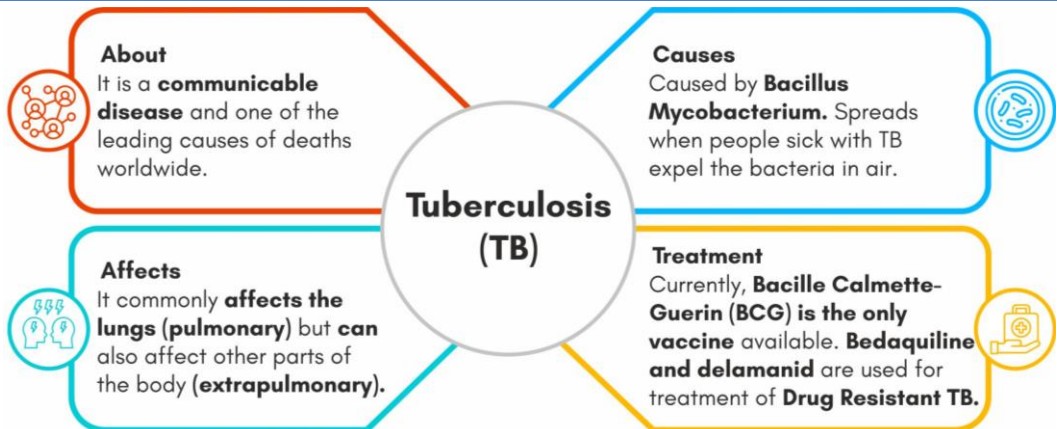 About
It is a communicable
disease and one of the
leading causes of deaths
worldwide.
Causes
Caused by Bacillus
Mycobacterium. Spreads
when people sick with TB
expel the bacteria in air.
Tuberculosis
(TB)
Affects
It commonly affects the
lungs (pulmonary) but can
also affect other parts of
the body (extrapulmonary).
Treatment
Currently, Bacille Calmette-
Guerin (BCG) is the only
vaccine available. Bedaquiline
and delamanid are used for
treatment of Drug Resistant TB.